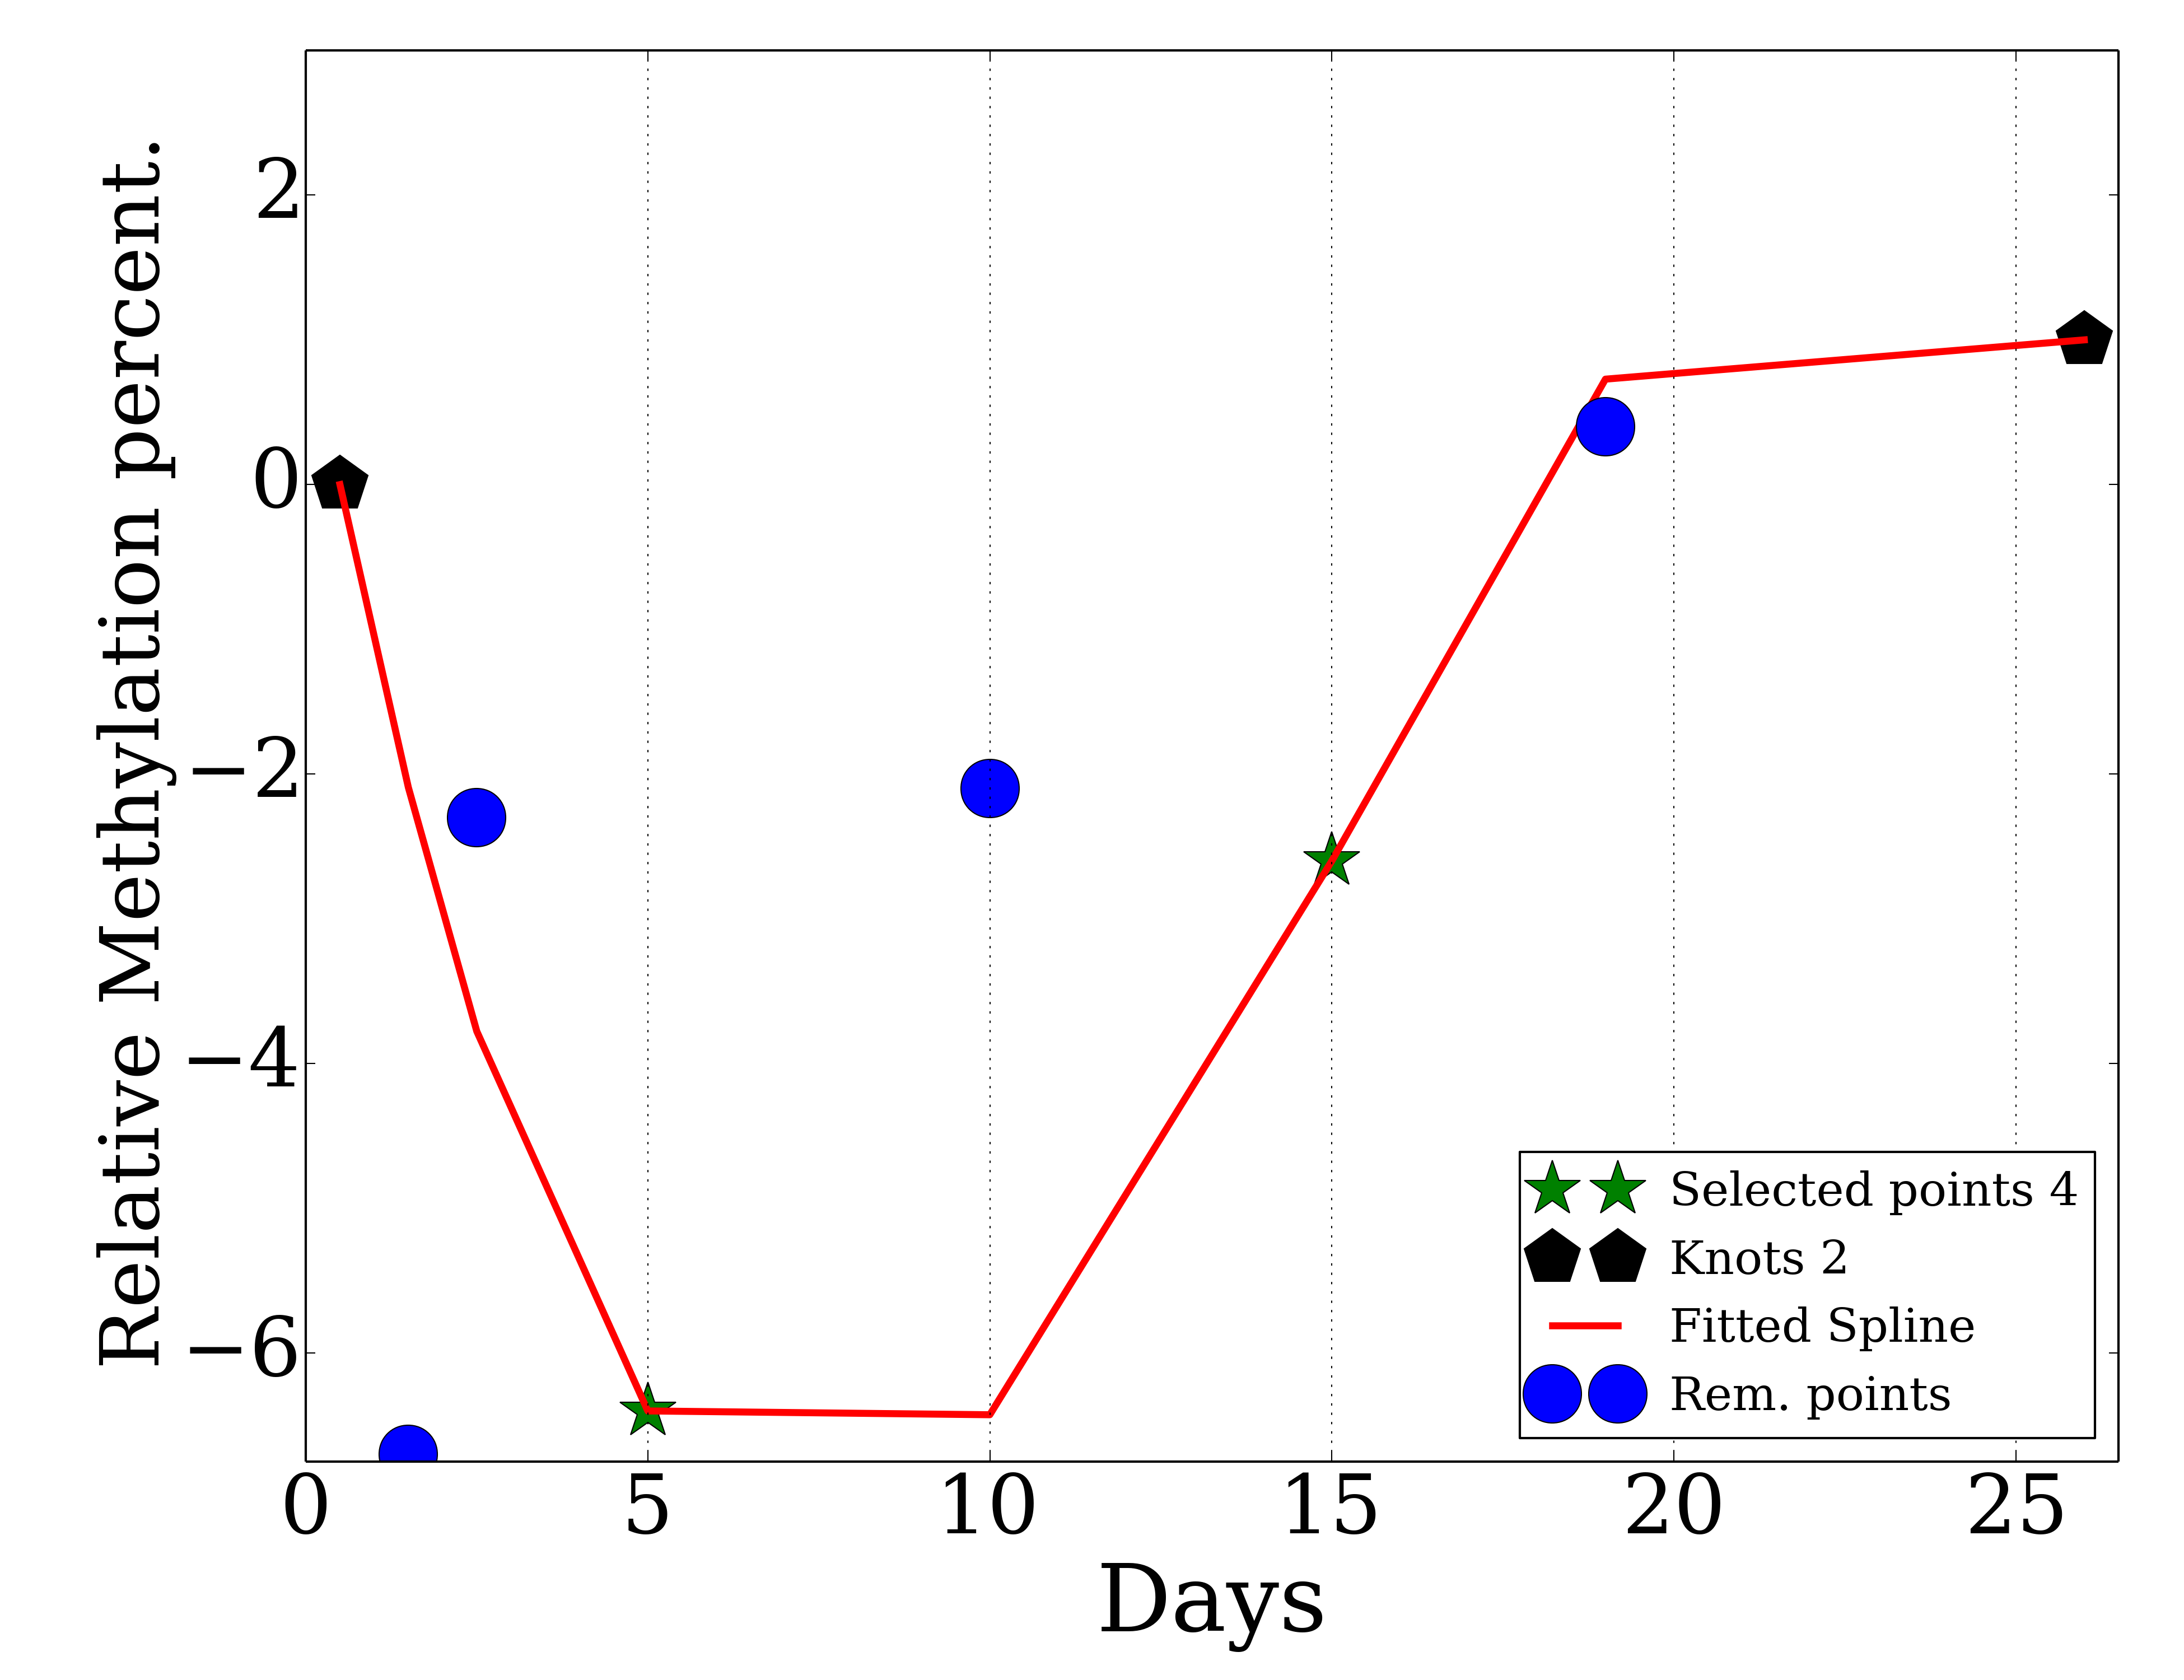 Relative Methylation percent.
2
0
−2
−4
−6
Selected points 4
Knots 2
Fitted Spline
Rem. points
0 5 10 15 20 25
Days